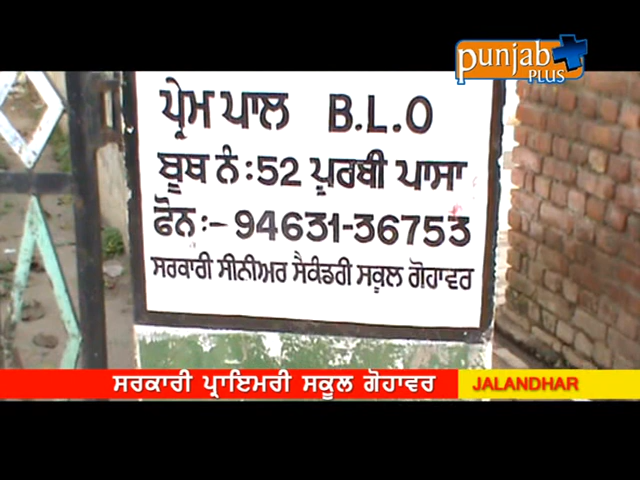 punjab
PLUS
ਪ੍ਰੇਮ ਪਾਲ B.L.O
ਬੂਥ ਨੰ:52 ਪੂਰਬੀ ਪਾਸਾ
ਫੋਨ:-94631-36753
ਸਰਕਾਰੀ ਸੀਨੀਅਰ ਸੈਕੰਡਰੀ ਸਕੂਲ ਗੋਹਾਵਰ
ਸਰਕਾਰੀ ਪ੍ਰਾਇਮਰੀ ਸਕੂਲ ਗੋਹਾਵਰ JALANDHAR